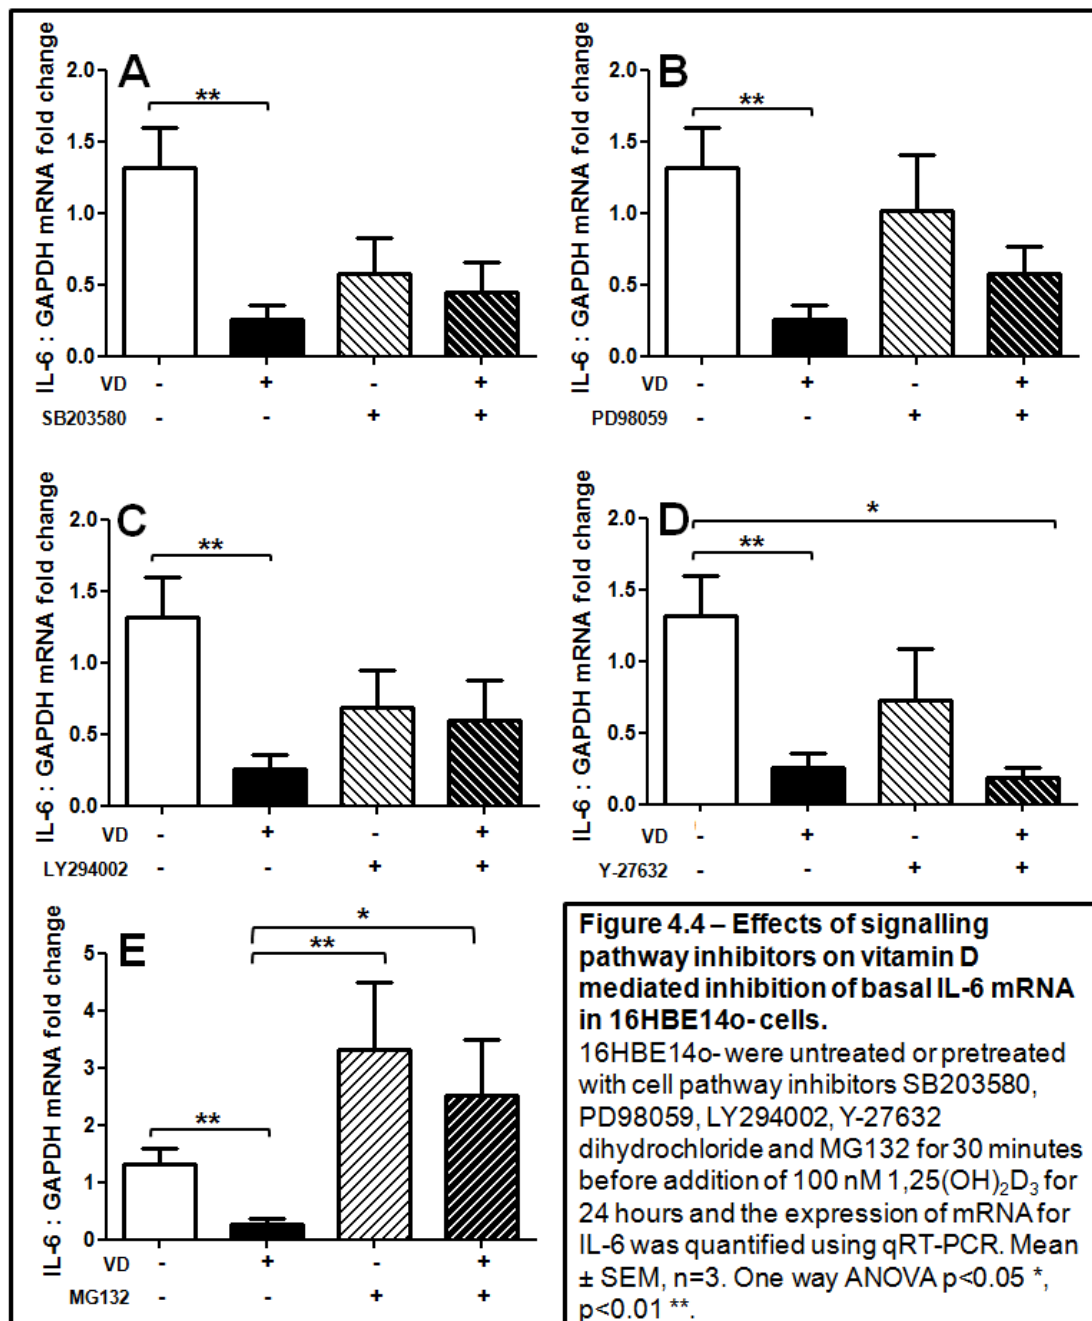 A
IL-6 : GAPDH mRNA fold change
2.0
1.5
1.0
0.5
0.0
**
VD - + - +
SB203580 - - + +
B
IL-6 : GAPDH mRNA fold change
2.0
1.5
1.0
0.5
0.0
**
VD - + - +
PD98059 - - + +
C
IL-6 : GAPDH mRNA fold change
2.0
1.5
1.0
0.5
0.0
**
VD - + - +
LY294002 - - + +
D
IL-6 : GAPDH mRNA fold change
2.0
1.5
1.0
0.5
0.0
*
**
VD - + - +
Y-27632 - - + +
E
IL-6 : GAPDH mRNA fold change
5
4
3
2
1
0
*
**
**
VD - + - +
MG132 - - + +
Figure 4.4 – Effects of signalling
pathway inhibitors on vitamin D
mediated inhibition of basal IL-6 mRNA
in 16HBE14o- cells.
16HBE14o- were untreated or pretreated
with cell pathway inhibitors SB203580,
PD98059, LY294002, Y-27632
dihydrochloride and MG132 for 30 minutes
before addition of 100 nM 1,25(OH)₂D₃ for
24 hours and the expression of mRNA for
IL-6 was quantified using qRT-PCR. Mean
± SEM, n=3. One way ANOVA p<0.05 *,
p<0.01 **.